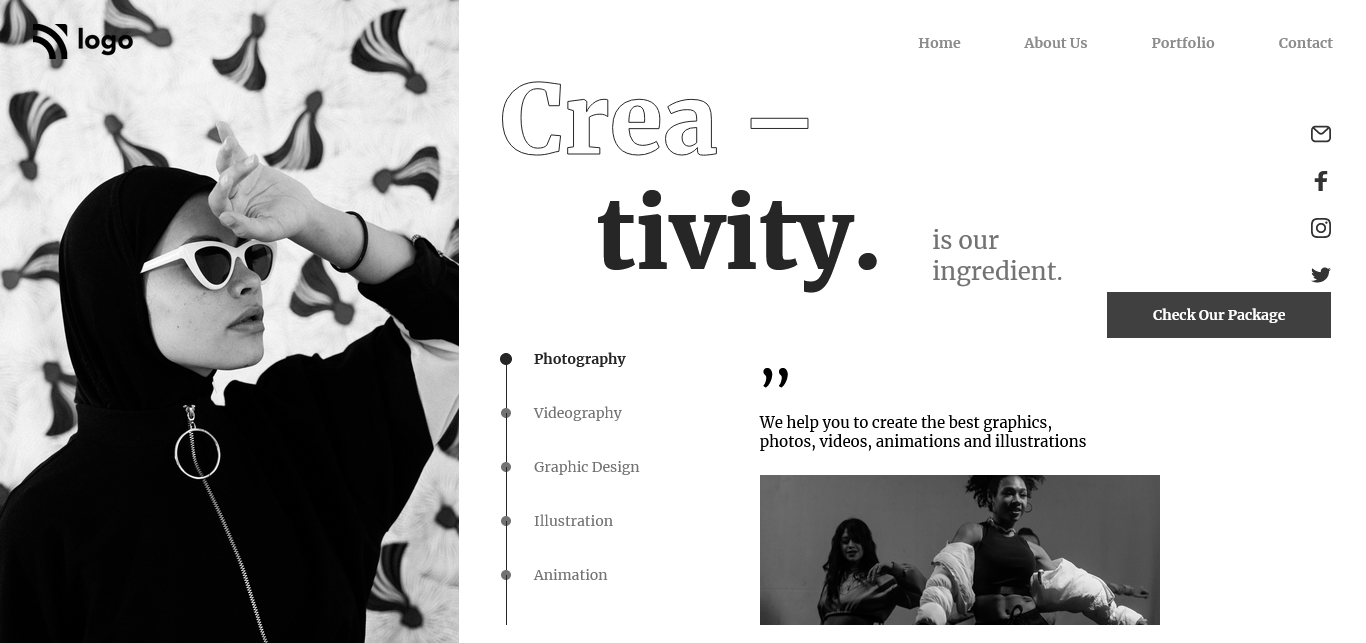 logo
Home
About Us
Portfolio
Contact
Crea —
tivity.
is our
ingredient.
Check Our Package
Photography
Videography
Graphic Design
Illustration
Animation
”
We help you to create the best graphics,
photos, videos, animations and illustrations